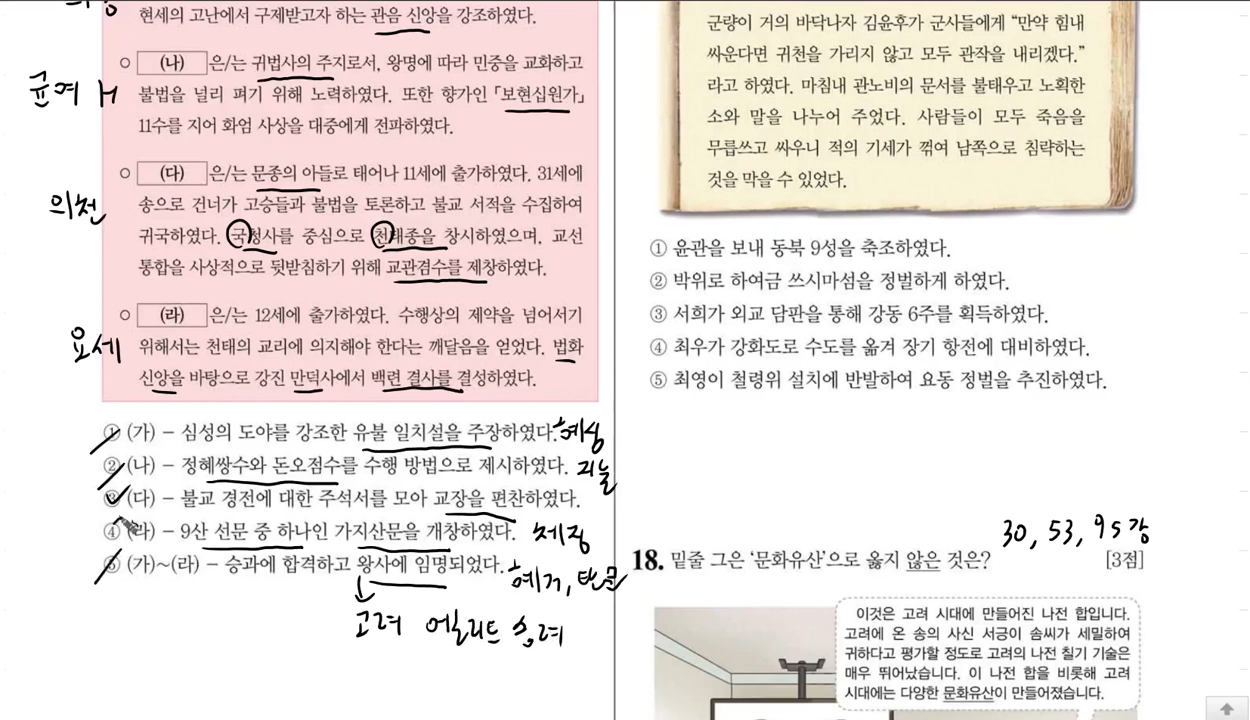 현세의 고난에서 구제받고자 하는 관음 신앙을 강조하였다.
균여
○ (나) 은/는 귀법사의 주지로서, 왕명에 따라 민중을 교화하고
불법을 널리 펴기 위해 노력하였다. 또한 향가인 「보현십원가」
11수를 지어 화엄 사상을 대중에게 전파하였다.
의천
○ (다) 은/는 문종의 아들로 태어나 11세에 출가하였다. 31세에
송으로 건너가 고승들과 불법을 토론하고 불교 서적을 수집하여
귀국하였다. 국청사를 중심으로 천태종을 창시하였으며, 교선
통합을 사상적으로 뒷받침하기 위해 교관겸수를 제창하였다.
요세
○ (라) 은/는 12세에 출가하였다. 수행상의 제약을 넘어서기
위해서는 천태의 교리에 의지해야 한다는 깨달음을 얻었다. 법화
신앙을 바탕으로 강진 만덕사에서 백련 결사를 결성하였다.
① (가) – 심성의 도야를 강조한 유불 일치설을 주장하였다. 혜심
② (나) – 정혜쌍수와 돈오점수를 수행 방법으로 제시하였다. 지눌
③ (다) – 불교 경전에 대한 주석서를 모아 교장을 편찬하였다.
④ (라) – 9산 선문 중 하나인 가지산문을 개창하였다. 체징
⑤ (가)~(라) – 승과에 합격하고 왕사에 임명되었다. 혜거, 탄문
고려 엘리트 승려
군량이 거의 바닥나자 김윤후가 군사들에게 “만약 힘내
싸운다면 귀천을 가리지 않고 모두 관작을 내리겠다.”
라고 하였다. 마침내 관노비의 문서를 불태우고 노획한
소와 말을 나누어 주었다. 사람들이 모두 죽음을
무릅쓰고 싸우니 적의 기세가 꺾여 남쪽으로 침략하는
것을 막을 수 있었다.
① 윤관을 보내 동북 9성을 축조하였다.
② 박위로 하여금 쓰시마섬을 정벌하게 하였다.
③ 서희가 외교 담판을 통해 강동 6주를 획득하였다.
④ 최우가 강화도로 수도를 옮겨 장기 항전에 대비하였다.
⑤ 최영이 철령위 설치에 반발하여 요동 정벌을 추진하였다.
30, 53, 95강
18. 밑줄 그은 ‘문화유산’으로 옳지 않은 것은? [3점]
이것은 고려 시대에 만들어진 나전 합입니다.
고려에 온 송의 사신 서긍이 솜씨가 세밀하여
귀하다고 평가할 정도로 고려의 나전 칠기 기술은
매우 뛰어났습니다. 이 나전 합을 비롯해 고려
시대에는 다양한 문화유산이 만들어졌습니다.